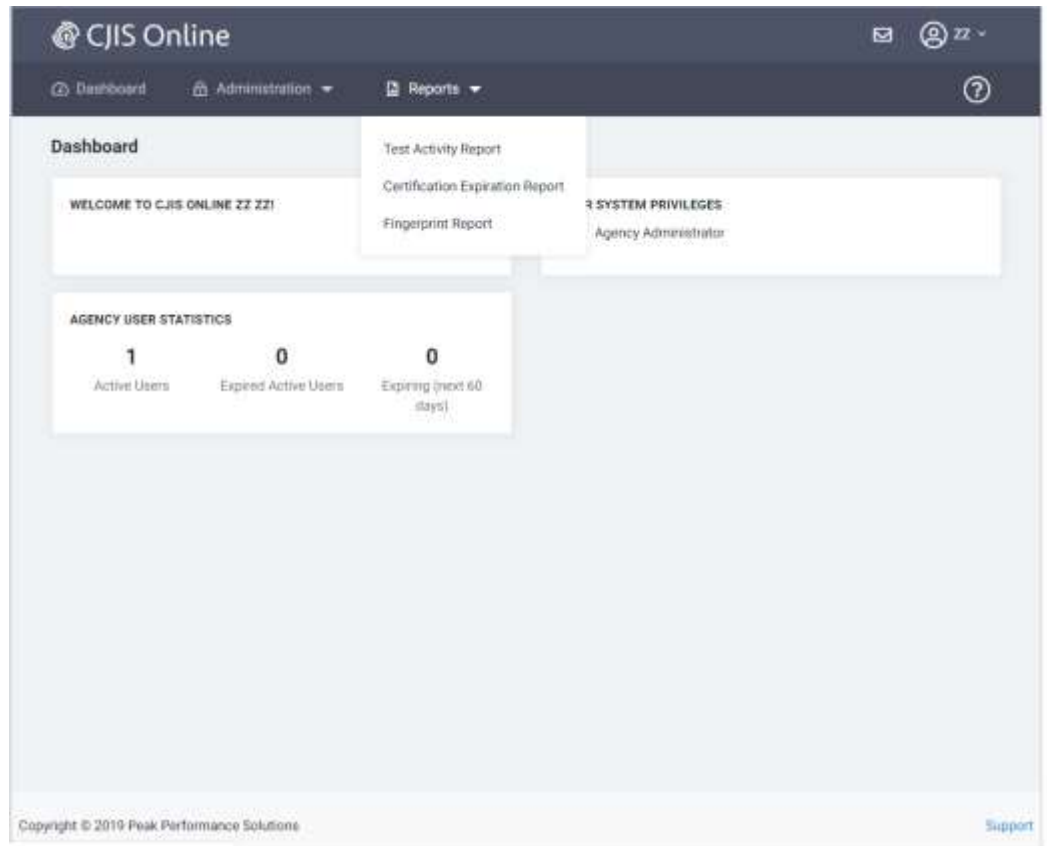 CJIS Online
ZZ
Dashboard
Administration
Reports
Dashboard
Test Activity Report
Certification Expiration Report
Fingerprint Report
WELCOME TO CJIS ONLINE ZZ ZZ!
R SYSTEM PRIVILEGES
Agency Administrator
AGENCY USER STATISTICS
1
0
0
Active Users
Expired Active Users
Expiring (next 60
days)
Copyright © 2019 Peak Performance Solutions
Support